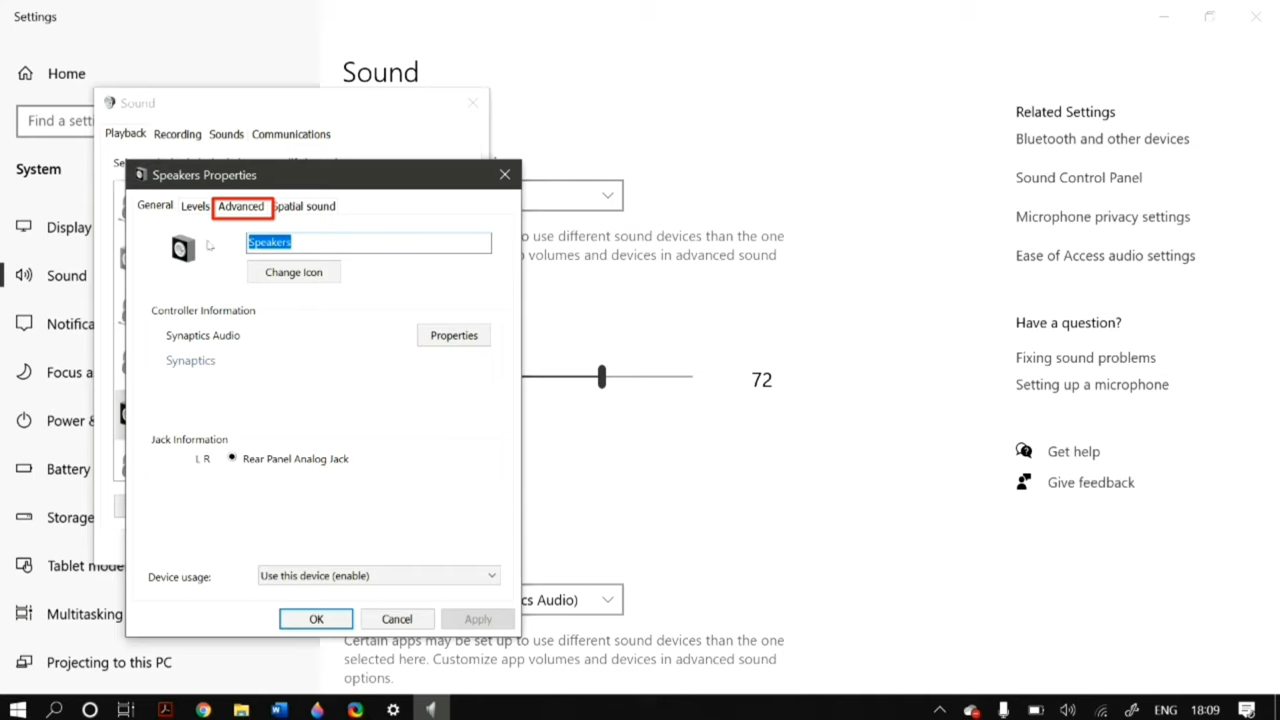 Settings
Home
Find a setti
System
Display
Sound
Notifica
Focus a
Power &
Battery
Storage
Tablet mode
Multitasking
Projecting to this PC
Sound
Sound
Playback
Recording
Sounds
Communications
Se
Speakers Properties
General
Levels
Advanced
Spatial sound
Speakers
Change Icon
Controller Information
Synaptics Audio
Properties
Synaptics
Jack Information
L R
Rear Panel Analog Jack
Device usage:
Use this device (enable)
OK
Cancel
Apply
o use different sound devices than the one
p volumes and devices in advanced sound
72
cs Audio)
Certain apps may be set up to use different sound devices than the one
selected here. Customize app volumes and devices in advanced sound
options.
Related Settings
Bluetooth and other devices
Sound Control Panel
Microphone privacy settings
Ease of Access audio settings
Have a question?
Fixing sound problems
Setting up a microphone
Get help
Give feedback
ENG
18:09